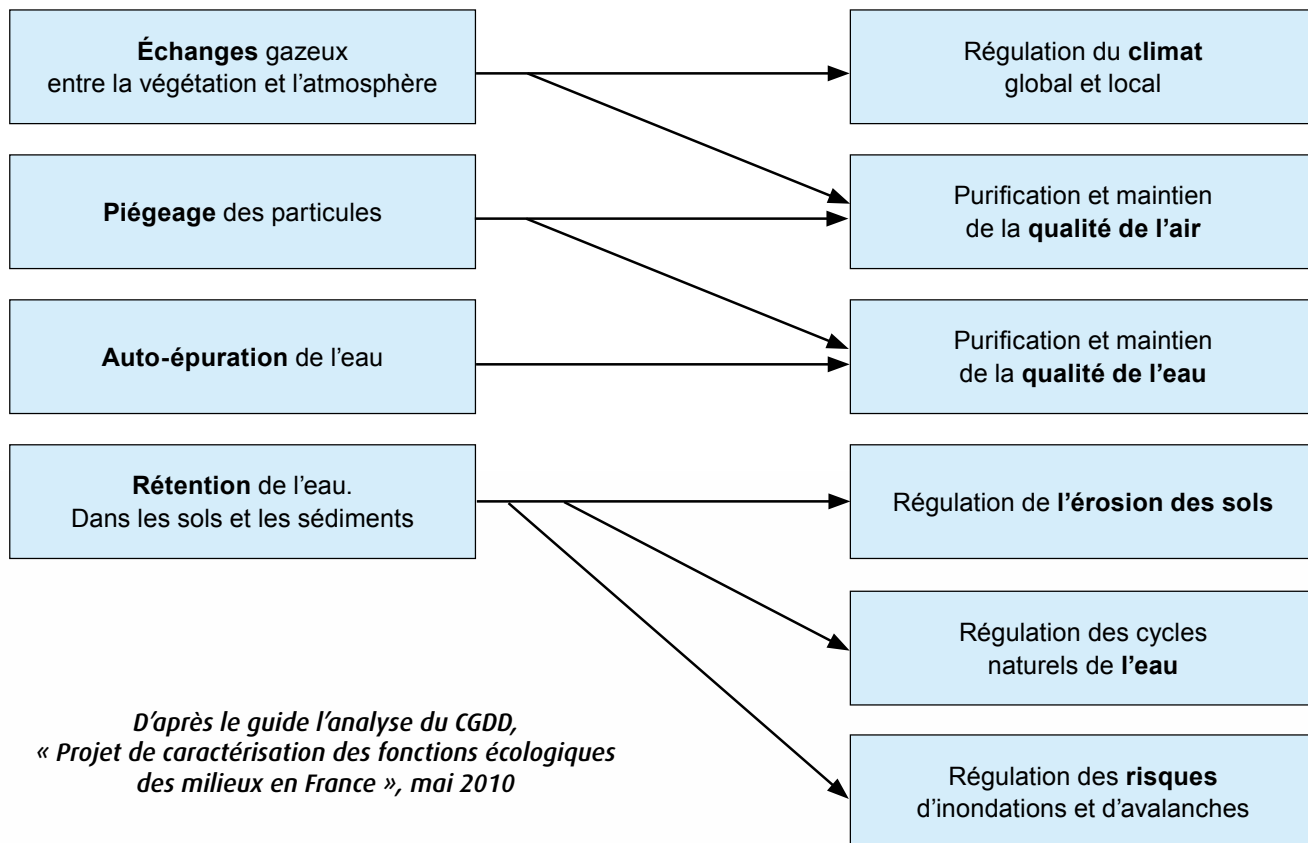 Échanges gazeux
entre la végétation et l'atmosphère
Régulation du climat
global et local
Piégeage des particules
Purification et maintien
de la qualité de l'air
Auto-épuration de l'eau
Purification et maintien
de la qualité de l'eau
Rétention de l'eau.
Dans les sols et les sédiments
Régulation de l'érosion des sols
Régulation des cycles
naturels de l'eau
Régulation des risques
d'inondations et d'avalanches
D'après le guide l'analyse du CGDD,
« Projet de caractérisation des fonctions écologiques
des milieux en France », mai 2010